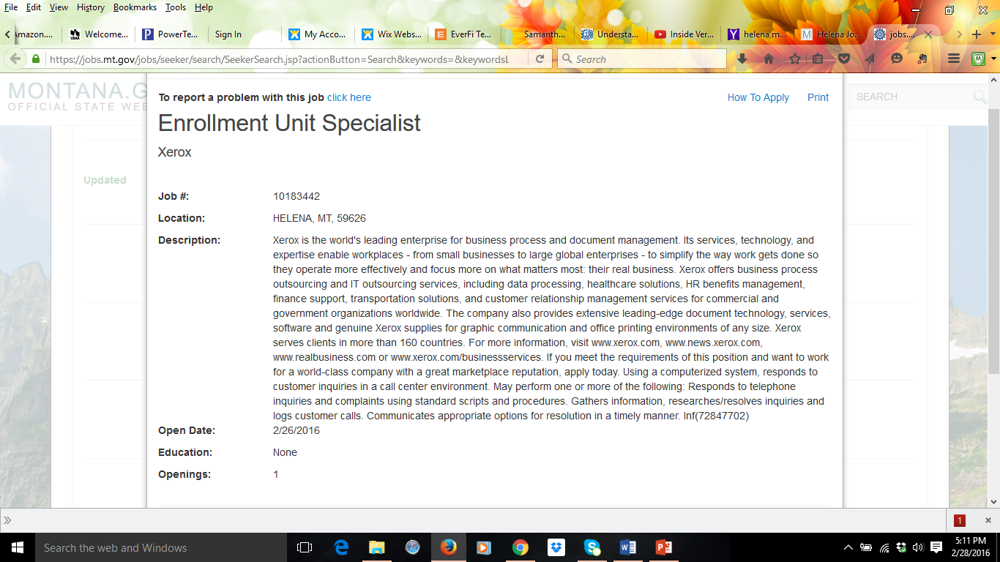 File Edit View History Bookmarks Tools Help
Amazon.... Welcome... PowerTe... Sign In My Acco... Wix Webs... EverFi Te... Samanth... Understa... Inside Ver... helena m... Helena Jo... jobs....
https://jobs.mt.gov/jobs/seeker/search/SeekerSearch.jsp?actionButton=Search&keywords=&keywordsL Search
MONTANA.G
OFFICIAL STATE WEB
SEARCH
Updated
To report a problem with this job click here How To Apply Print
Enrollment Unit Specialist
Xerox
Job #: 10183442
Location: HELENA, MT, 59626
Description: Xerox is the world's leading enterprise for business process and document management. Its services, technology, and
expertise enable workplaces - from small businesses to large global enterprises - to simplify the way work gets done so
they operate more effectively and focus more on what matters most: their real business. Xerox offers business process
outsourcing and IT outsourcing services, including data processing, healthcare solutions, HR benefits management,
finance support, transportation solutions, and customer relationship management services for commercial and
government organizations worldwide. The company also provides extensive leading-edge document technology, services,
software and genuine Xerox supplies for graphic communication and office printing environments of any size. Xerox
serves clients in more than 160 countries. For more information, visit www.xerox.com, www.news.xerox.com,
www.realbusiness.com or www.xerox.com/businessservices. If you meet the requirements of this position and want to work
for a world-class company with a great marketplace reputation, apply today. Using a computerized system, responds to
customer inquiries in a call center environment. May perform one or more of the following: Responds to telephone
inquiries and complaints using standard scripts and procedures. Gathers information, researches/resolves inquiries and
logs customer calls. Communicates appropriate options for resolution in a timely manner. Inf(72847702)
Open Date: 2/26/2016
Education: None
Openings: 1
1
Search the web and Windows
5:11 PM
2/28/2016